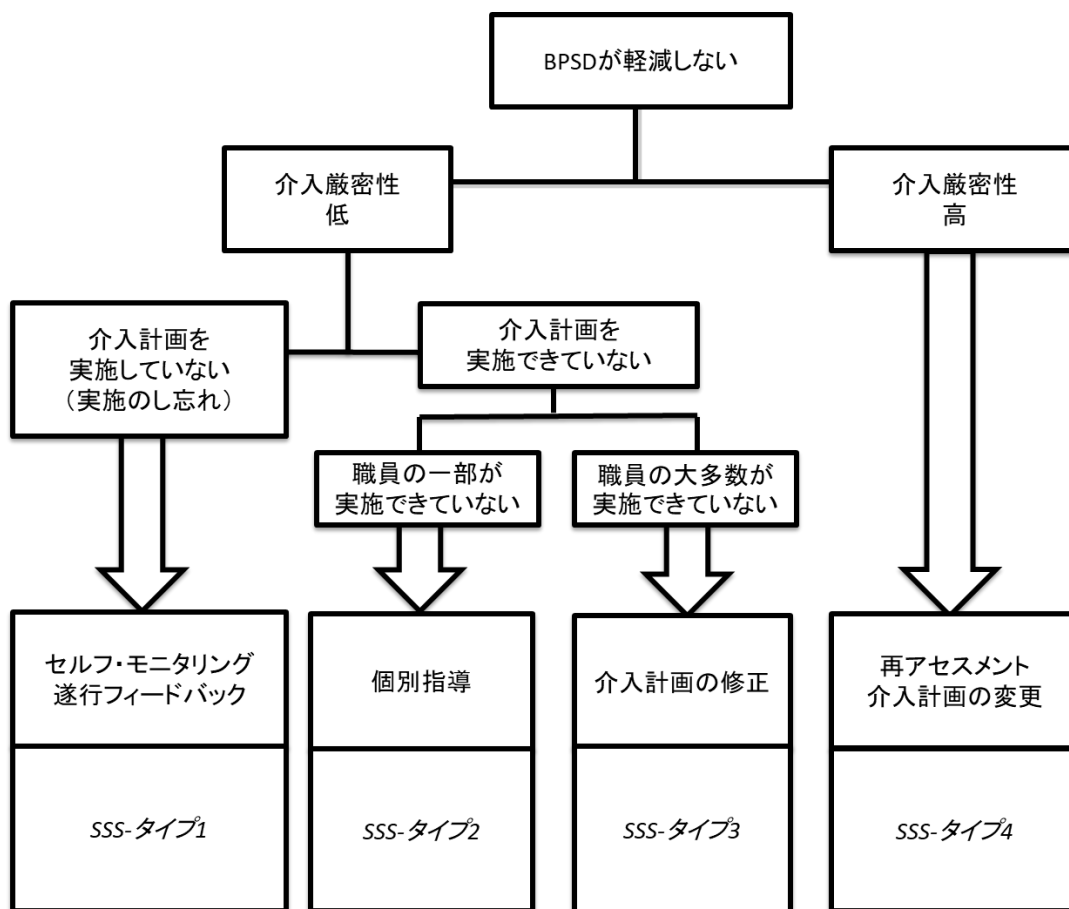 BPSDが軽減しない
介入厳密性
低
介入厳密性
高
介入計画を
実施していない
（実施のし忘れ）
介入計画を
実施できていない
職員の一部が
実施できていない
職員の大多数が
実施できていない
セルフ・モニタリング
遂行フィードバック
個別指導
介入計画の修正
再アセスメント
介入計画の変更
SSS-タイプ1
SSS-タイプ2
SSS-タイプ3
SSS-タイプ4